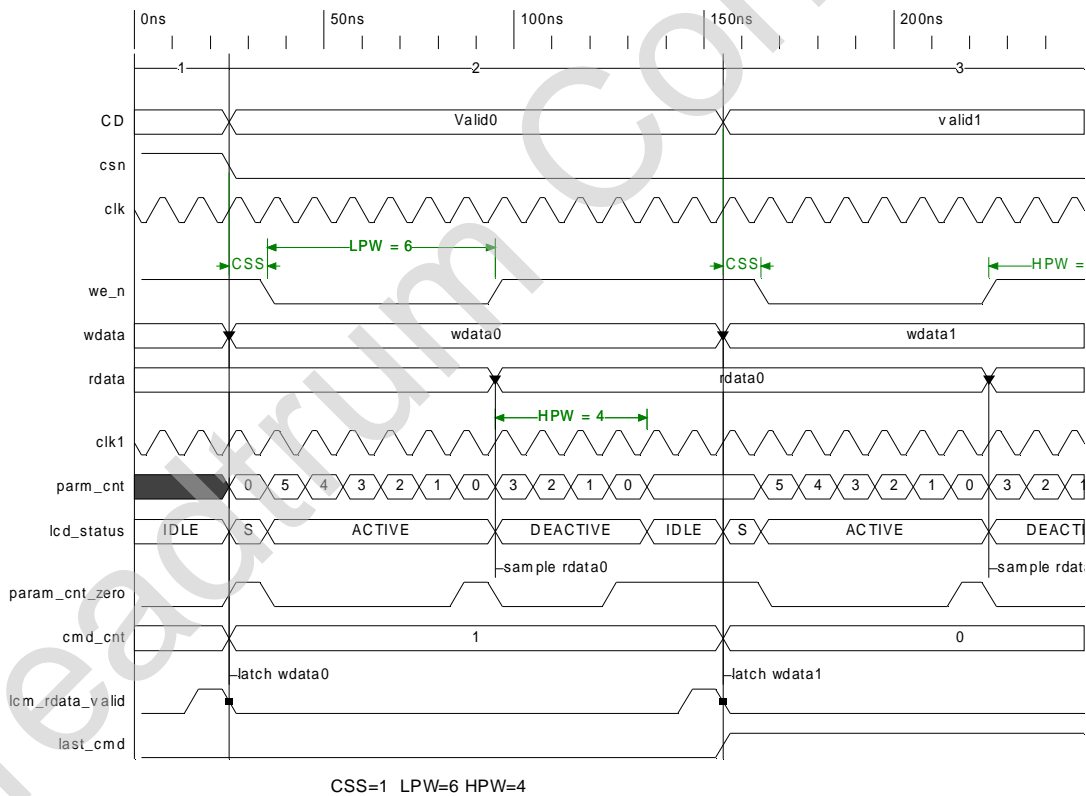 0ns 50ns 100ns 150ns 200ns
1 2 3
CD Valid0 valid1
csn
clk
LPW = 6
CSS CSS HPW =
we_n
wdata wdata0 wdata1
rdata rdata0
HPW = 4
clk1
parm_cnt 0 5 4 3 2 1 0 3 2 1 0 5 4 3 2 1 0 3 2 1
lcd_status IDLE S ACTIVE DEACTIVE IDLE S ACTIVE DEACTI
sample rdata0 sample rdata
param_cnt_zero
cmd_cnt 1 0
latch wdata0 latch wdata1
lcm_rdata_valid
last_cmd
CSS=1 LPW=6 HPW=4